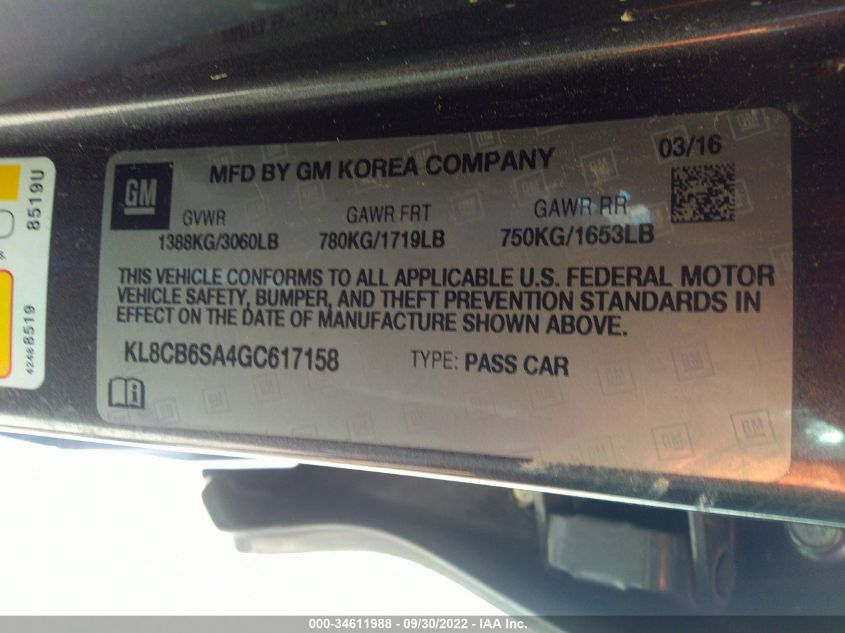 MFD BY GM KOREA COMPANY 03/16
GM
GVWR GAWR FRT GAWR RR
1388KG/3060LB 780KG/1719LB 750KG/1653LB
THIS VEHICLE CONFORMS TO ALL APPLICABLE U.S. FEDERAL MOTOR
VEHICLE SAFETY, BUMPER, AND THEFT PREVENTION STANDARDS IN
EFFECT ON THE DATE OF MANUFACTURE SHOWN ABOVE.
KL8CB6SA4GC617158 TYPE: PASS CAR
8519U
42488519
000-34611988 - 09/30/2022 - IAA Inc.